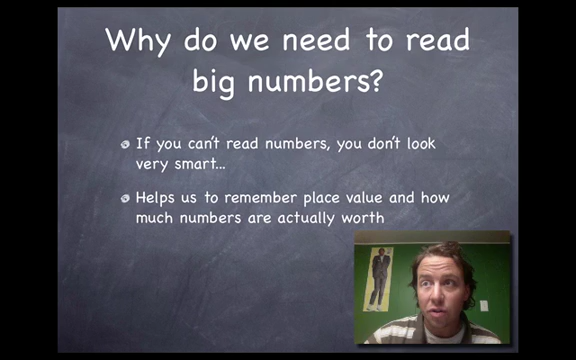 Why do we need to read
big numbers?
If you can't read numbers, you don't look
very smart...
Helps us to remember place value and how
much numbers are actually worth